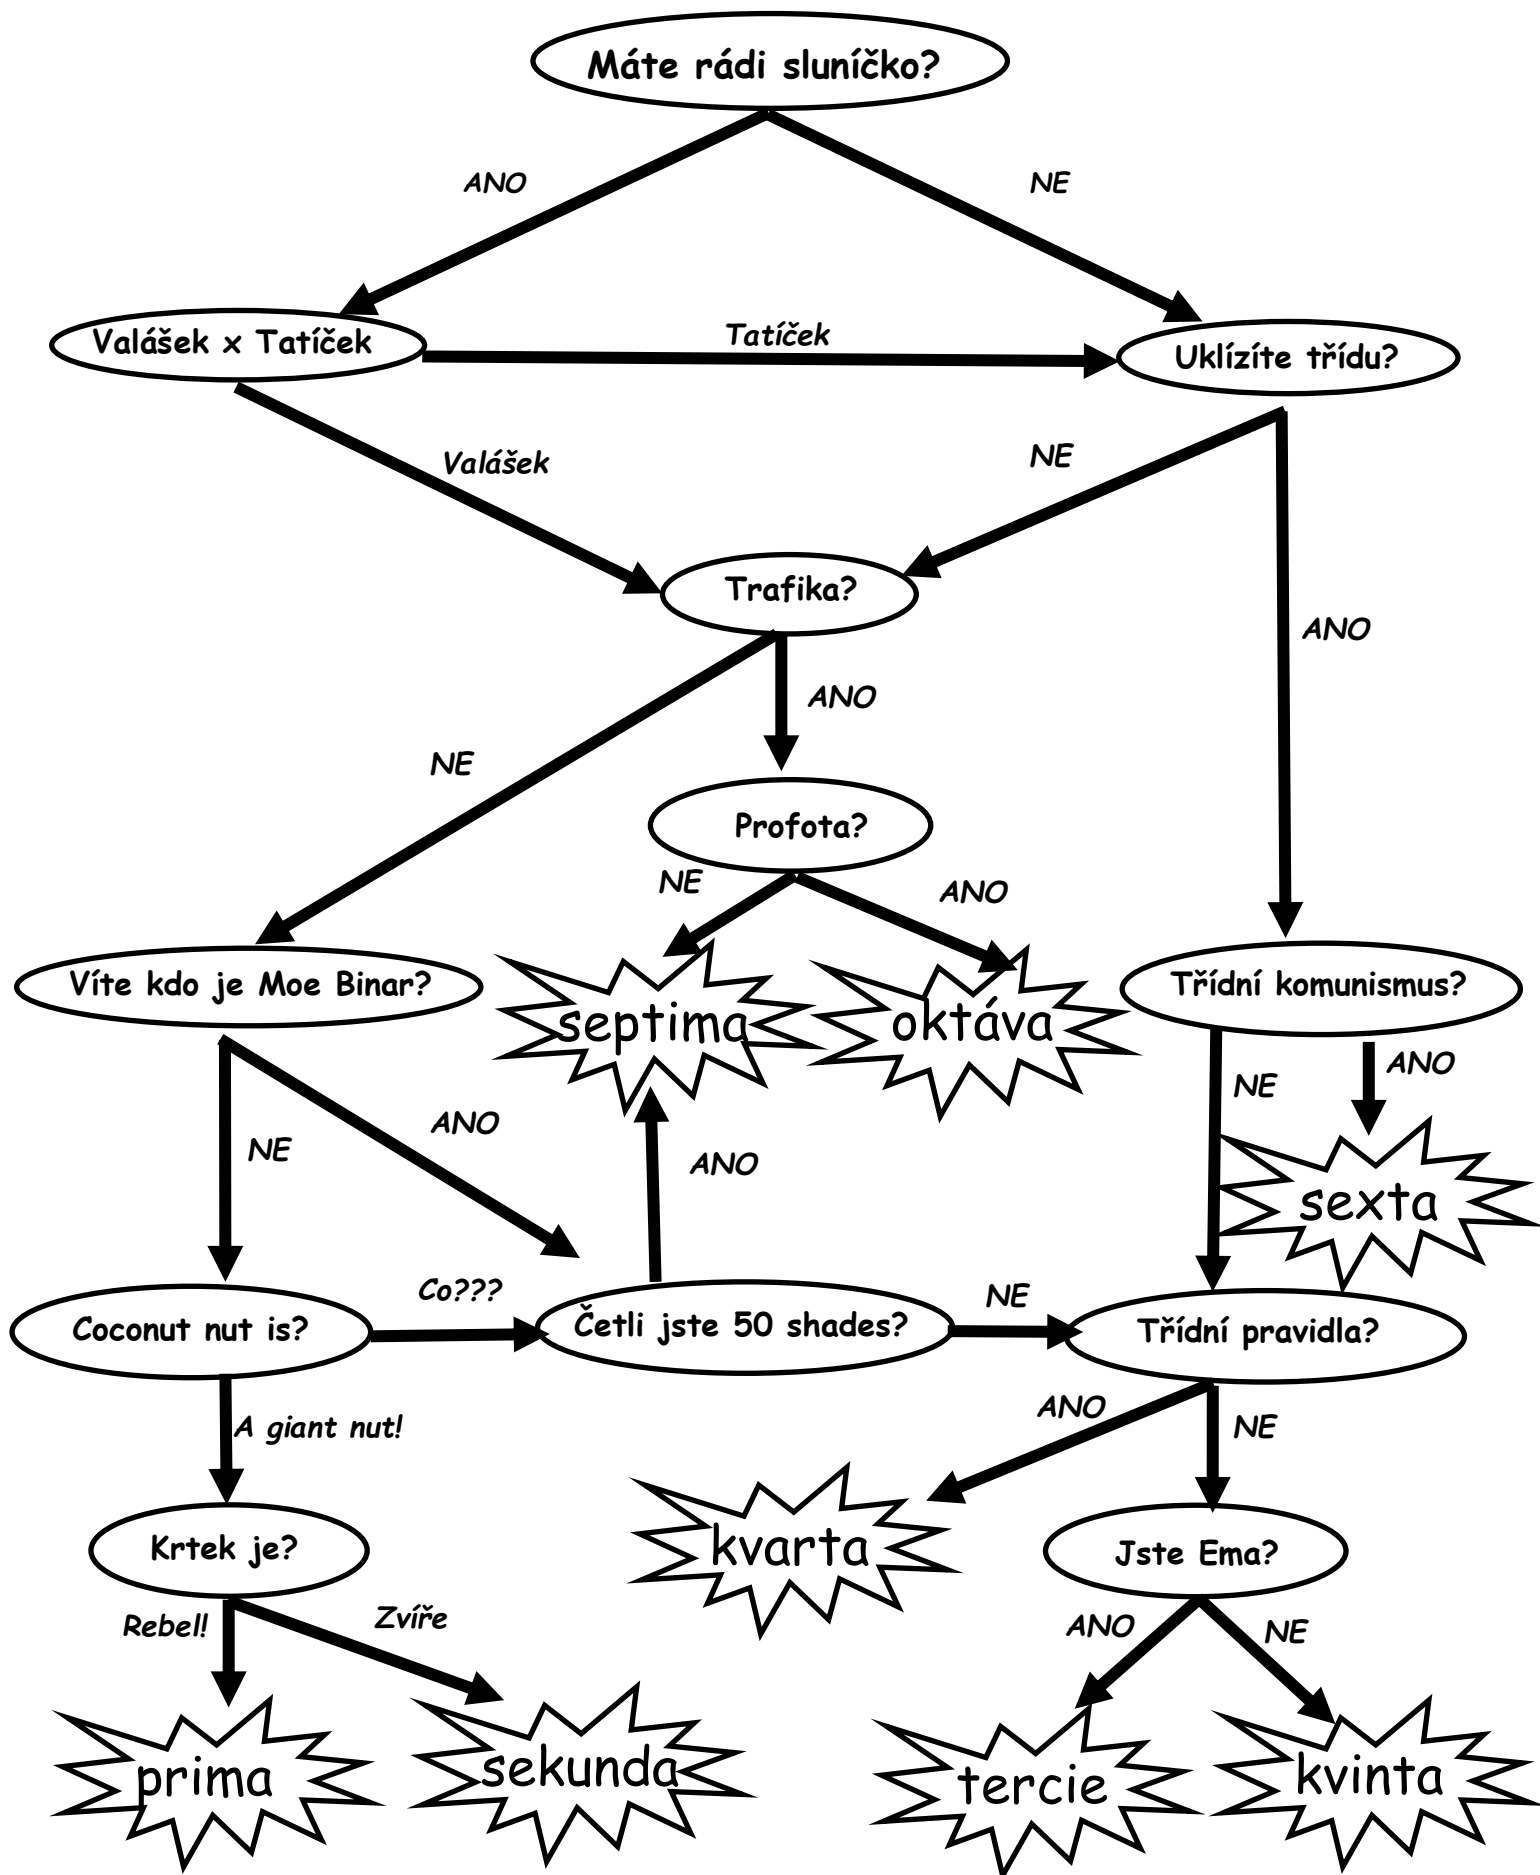 Máte rádi sluníčko?
ANO
NE
Valášek x Tatíček
Tatíček
Uklízíte třídu?
Valášek
NE
Trafika?
ANO
ANO
NE
Profota?
NE
ANO
Víte kdo je Moe Binar?
septima
oktáva
Třídní komunismus?
NE
ANO
ANO
NE
ANO
sexta
Coconut nut is?
Co???
Četli jste 50 shades?
NE
Třídní pravidla?
A giant nut!
ANO
NE
Krtek je?
kvarta
Jste Ema?
Rebel!
Zvíře
ANO
NE
prima
sekunda
tercie
kvinta